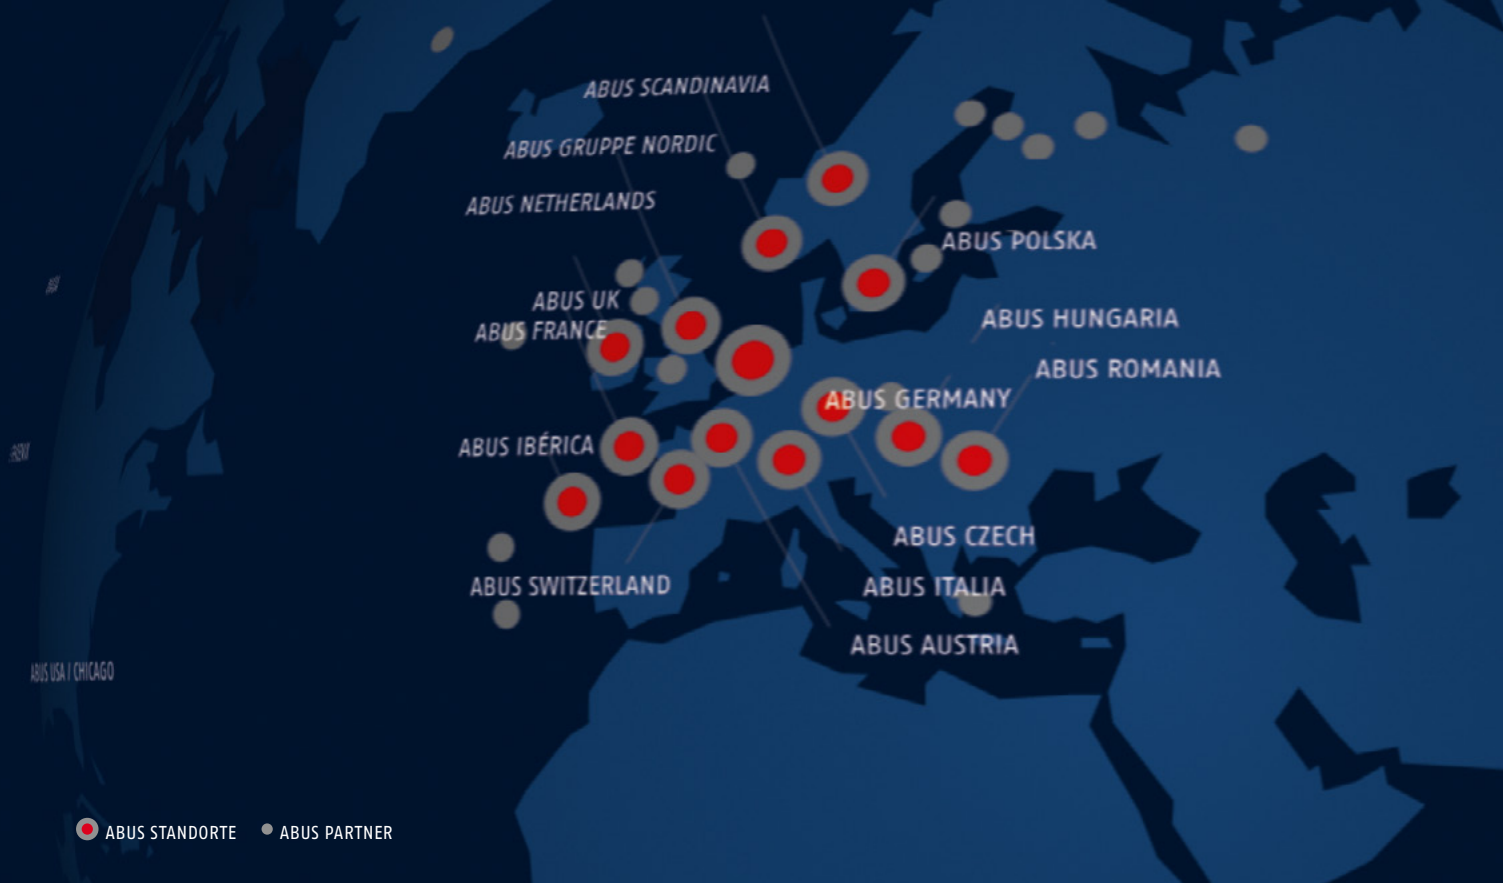 ABUS SCANDINAVIA
ABUS GRUPPE NORDIC
ABUS NETHERLANDS
ABUS POLSKA
ABUS UK
ABUS HUNGARIA
ABUS FRANCE
ABUS ROMANIA
ABUS GERMANY
ABUS IBÉRICA
ABUS CZECH
ABUS SWITZERLAND
ABUS ITALIA
ABUS AUSTRIA
ABUS USA | CHICAGO
ABUS STANDORTE
ABUS PARTNER